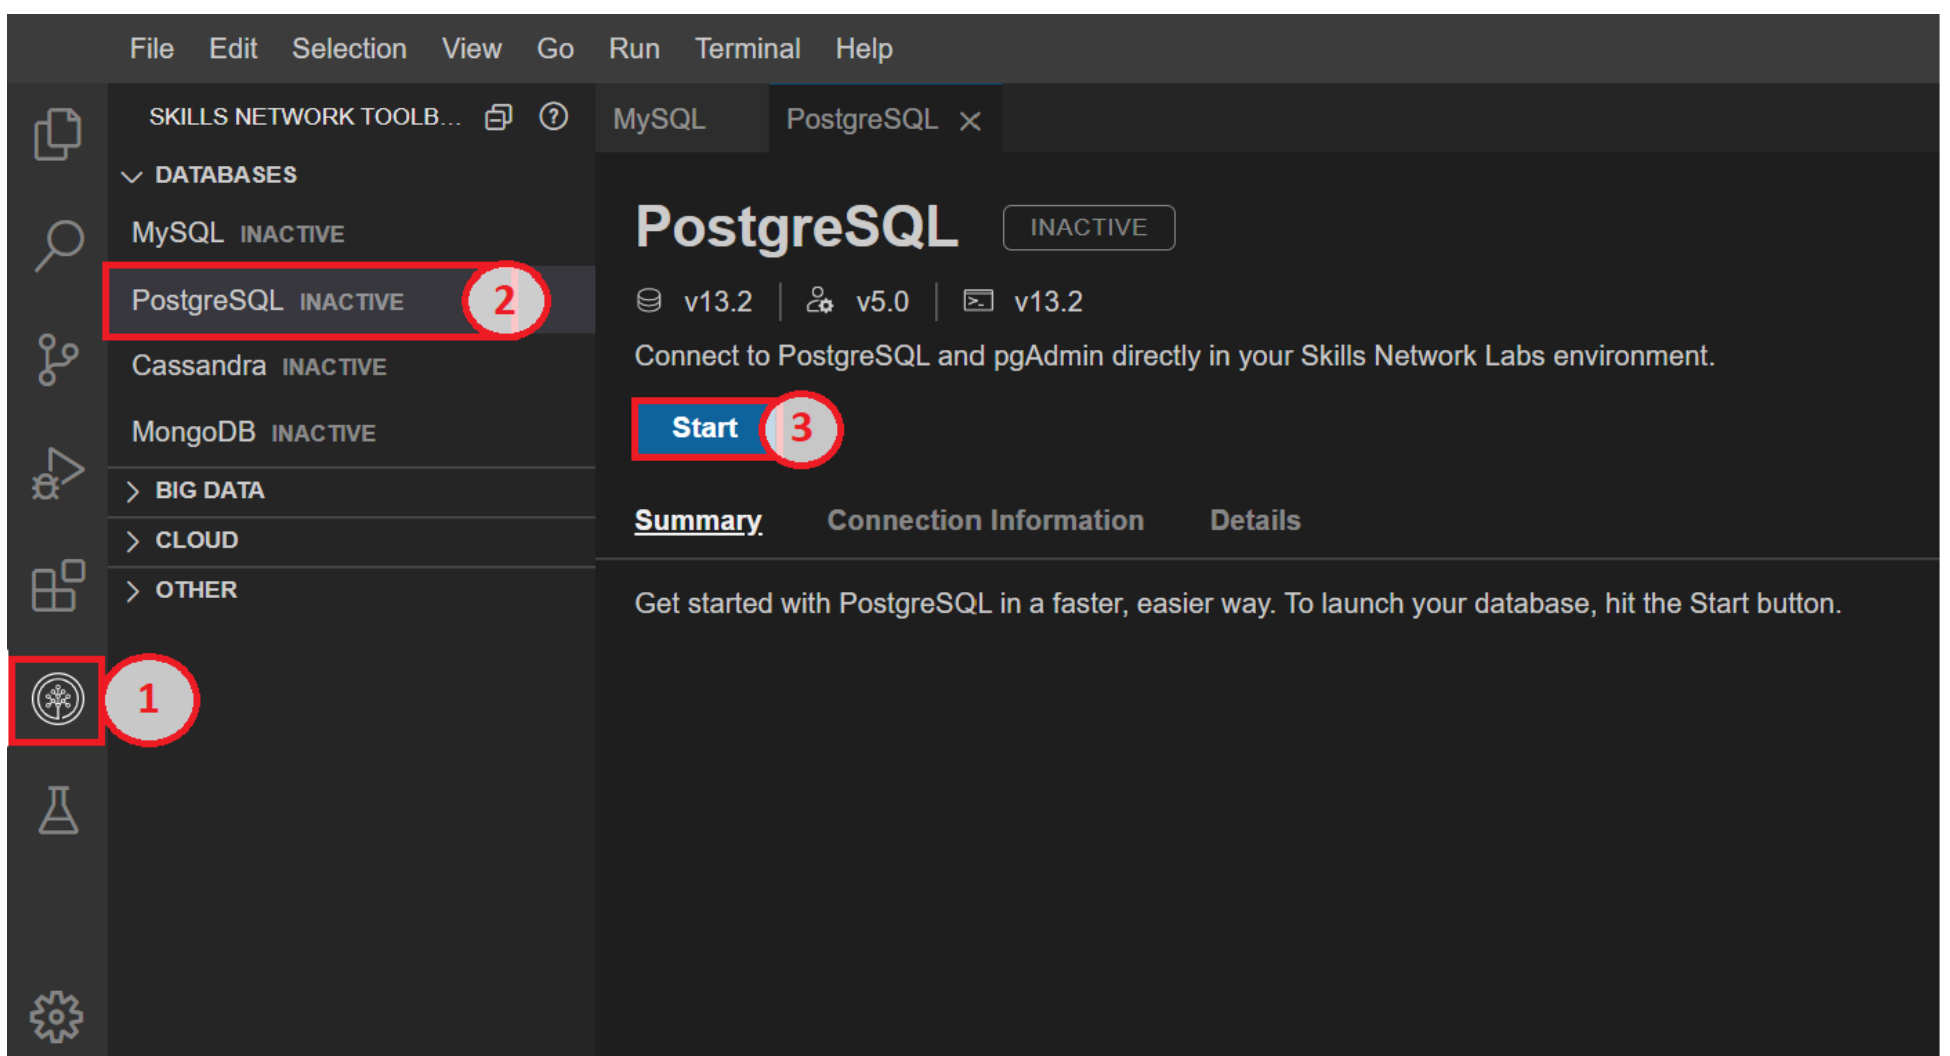 File Edit Selection View Go Run Terminal Help
SKILLS NETWORK TOOLB...
DATABASES
MySQL INACTIVE
PostgreSQL INACTIVE 2
Cassandra INACTIVE
MongoDB INACTIVE
BIG DATA
CLOUD
OTHER
1
MySQL PostgreSQL
PostgreSQL INACTIVE
v13.2 v5.0 v13.2
Connect to PostgreSQL and pgAdmin directly in your Skills Network Labs environment.
Start 3
Summary Connection Information Details
Get started with PostgreSQL in a faster, easier way. To launch your database, hit the Start button.